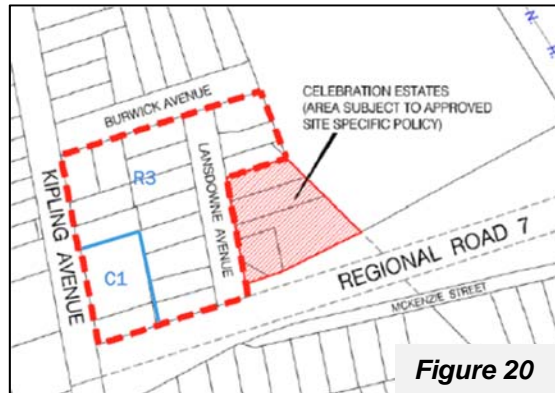 BURWICK AVENUE
CELEBRATION ESTATES
(AREA SUBJECT TO APPROVED
SITE SPECIFIC POLICY)
LANSDOWNE AVENUE
R3
KIPLING AVENUE
C1
REGIONAL ROAD 7
MCKENZIE STREET
Figure 20